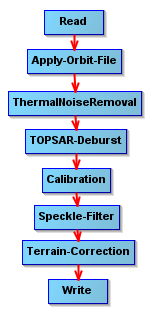 Read
Apply-Orbit-File
ThermalNoiseRemoval
TOPSAR-Deburst
Calibration
Speckle-Filter
Terrain-Correction
Write